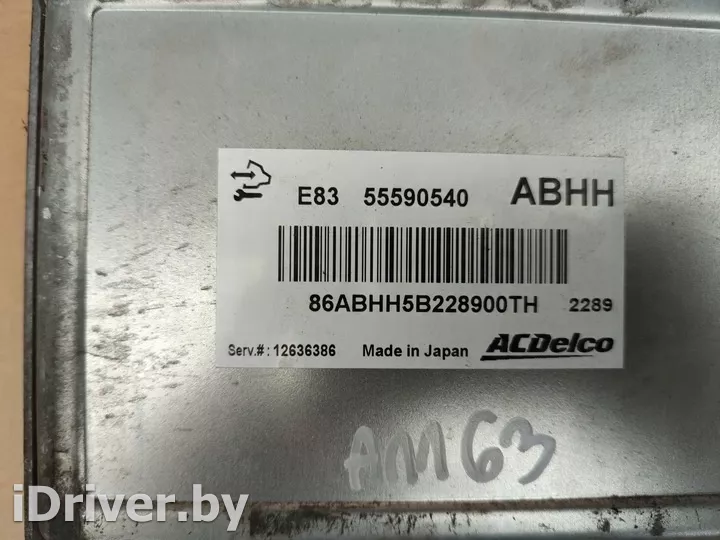 E83 55590540 ABHH
86ABHH5B228900TH 2289
Serv.#: 12636386 Made in Japan ACDelco
AM63
iDriver.by